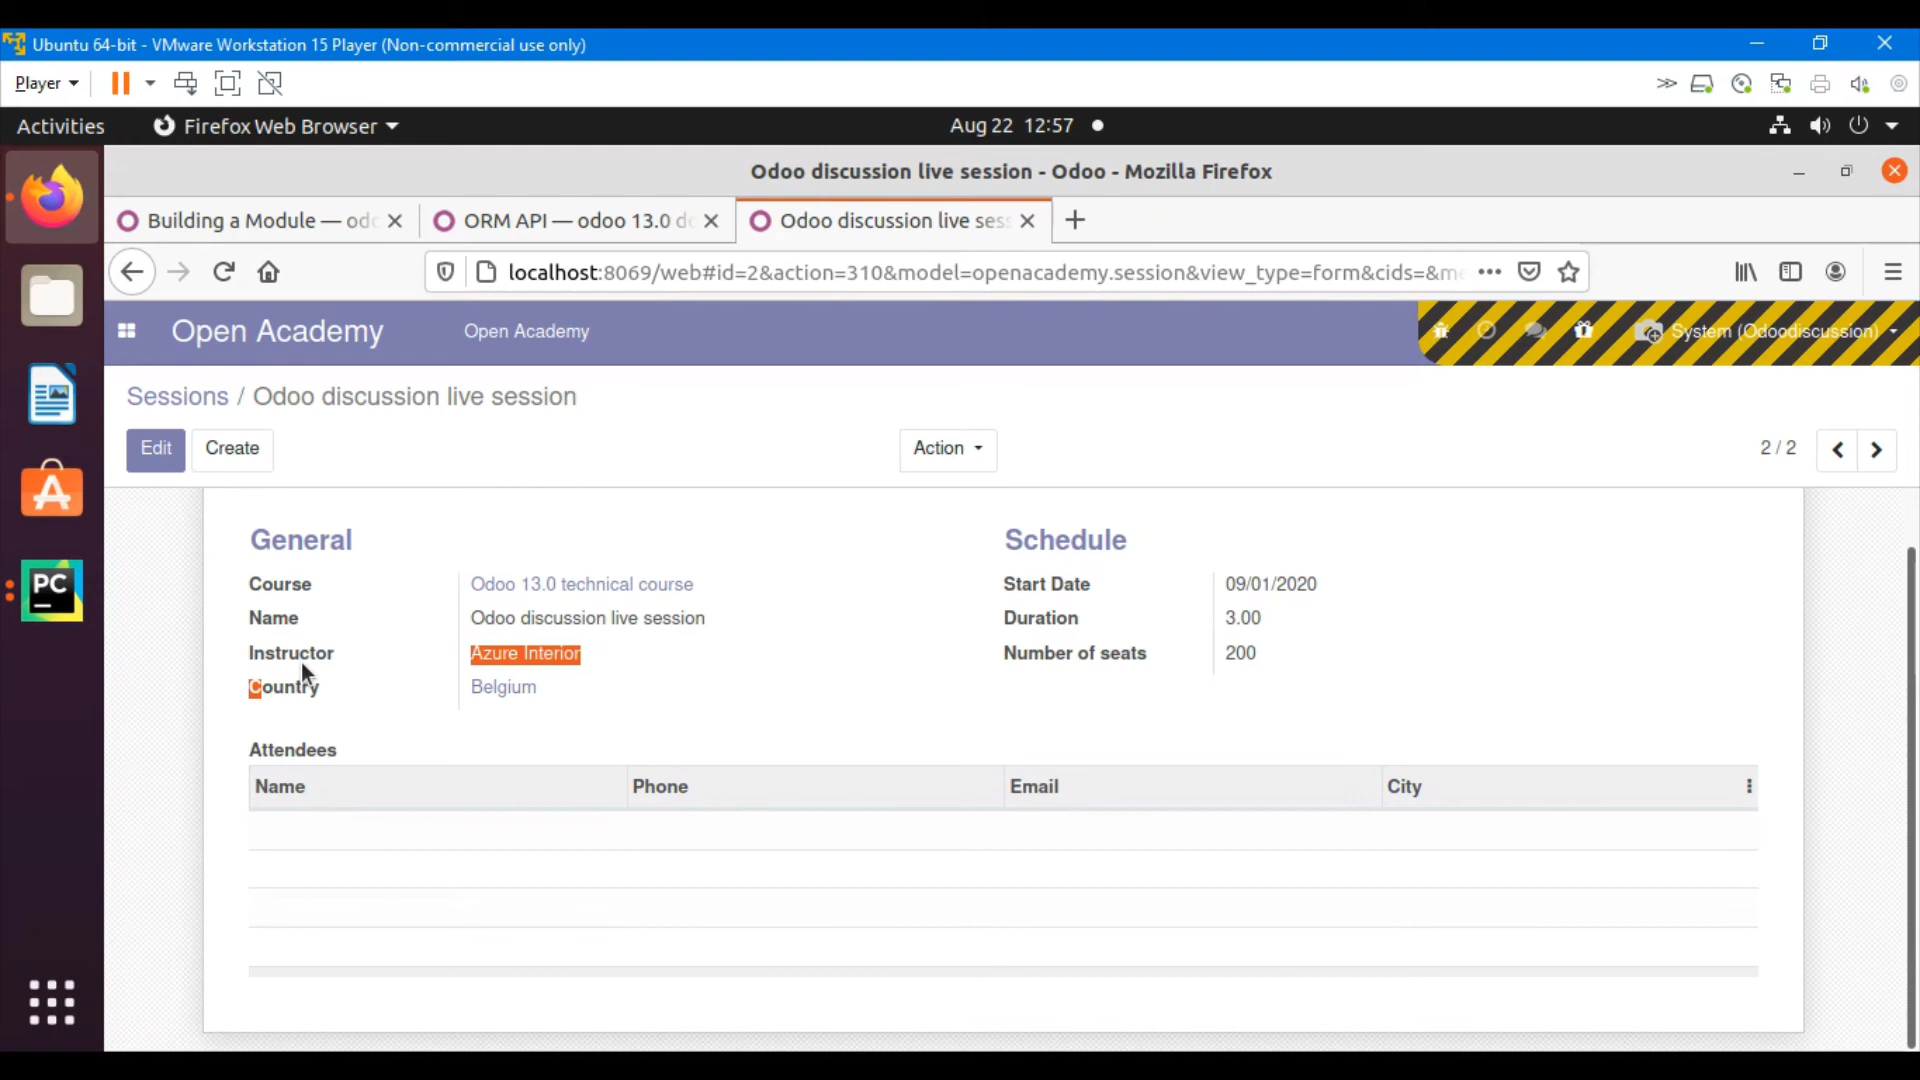 Ubuntu 64-bit - VMware Workstation 15 Player (Non-commercial use only)
Player
Activities Firefox Web Browser Aug 22 12:57
Odoo discussion live session - Odoo - Mozilla Firefox
Building a Module — odo ORM API — odoo 13.0 do Odoo discussion live sess
localhost:8069/web#id=2&action=310&model=openacademy.session&view_type=form&cids=&me
Open Academy Open Academy System (Odoodiscussion)
Sessions / Odoo discussion live session
Edit Create Action 2 / 2
General Schedule
Course Odoo 13.0 technical course Start Date 09/01/2020
Name Odoo discussion live session Duration 3.00
Instructor Azure Interior Number of seats 200
Country Belgium
Attendees
Name Phone Email City
PC